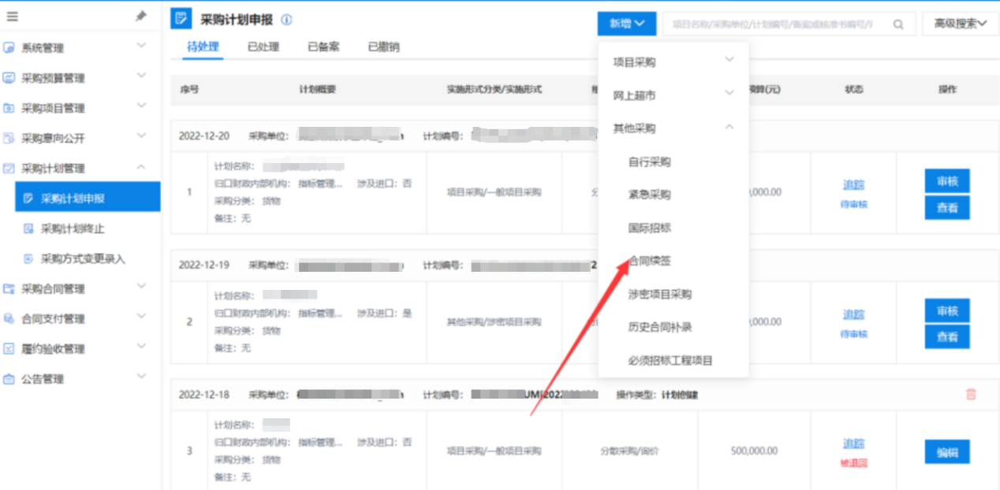 采购计划申报
新增
项目名称/采购单位/计划编号/备案或核准书编号/
高级搜索
待处理 已处理 已备案 已撤销
系统管理
采购预算管理
采购项目管理
采购意向公开
采购计划管理
采购计划申报
采购计划终止
采购方式变更录入
采购合同管理
合同支付管理
履约验收管理
公告管理
项目采购
网上超市
其他采购
自行采购
紧急采购
国际招标
合同续签
涉密项目采购
历史合同补录
必须招标工程项目
序号 计划概要 实施形式分类/实施形式 预算(元) 状态 操作
2022-12-20 采购单位: 计划编号:
1
计划名称:
归口财政内部机构: 指标管理... 涉及进口: 否
采购分类: 货物
备注: 无
项目采购/一般项目采购
,000.00
追踪
待审核
审核
查看
2022-12-19 采购单位: 计划编号:
2
计划名称:
归口财政内部机构: 指标管理... 涉及进口: 是
采购分类: 货物
备注: 无
其他采购/涉密项目采购
,000.00
追踪
待审核
审核
查看
2022-12-18 采购单位: 计划编号: 操作类型: 计划创建
3
计划名称:
归口财政内部机构: 指标管理... 涉及进口: 否
采购分类: 货物
备注: 无
项目采购/一般项目采购
分散采购/询价
500,000.00
追踪
被退回
编辑